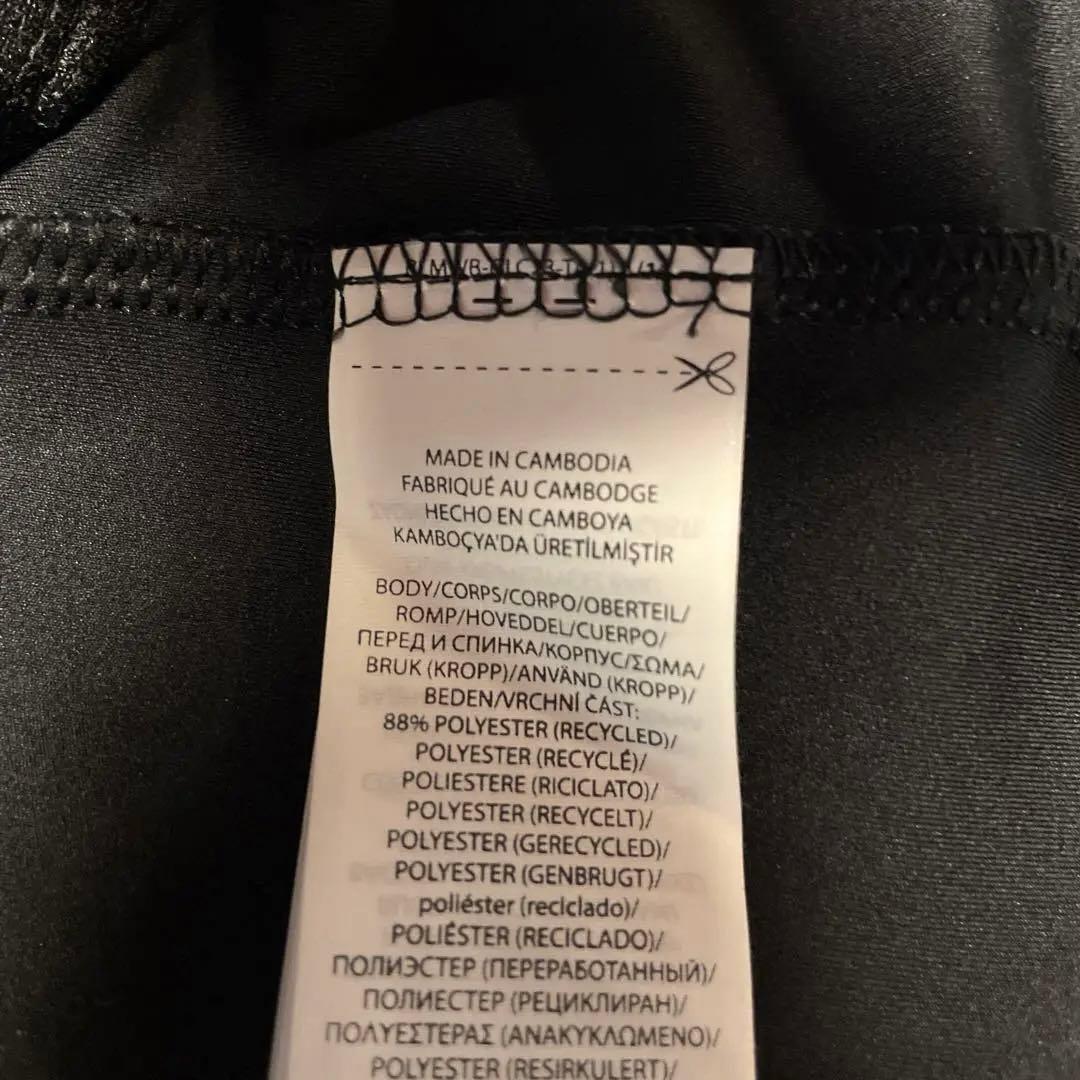 MADE IN CAMBODIA
FABRIQUÉ AU CAMBODGE
HECHO EN CAMBOYA
KAMBOÇYA'DA ÜRETİLMİŞTİR
BODY/CORPS/CORPO/OBERTEIL/
ROMP/HOVEDDEL/CUERPO/
ПЕРЕД И СПИНКА/КОРПУС/ΣΩΜΑ/
BRUK (KROPP)/ANVÄND (KROPP)/
BEDEN/VRCHNÍ ČÁST:
88% POLYESTER (RECYCLED)/
POLYESTER (RECYCLÉ)/
POLIESTERE (RICICLATO)/
POLYESTER (RECYCELT)/
POLYESTER (GERECYCLED)/
POLYESTER (GENBRUGT)/
poliéster (reciclado)/
POLIÉSTER (RECICLADO)/
ПОЛИЭСТЕР (ПЕРЕРАБОТАННЫЙ)/
ПОЛИЕСТЕР (РЕЦИКЛИРАН)/
ΠΟΛΥΕΣΤΕΡΑΣ (ΑΝΑΚΥΚΛΩΜΕΝΟ)/
POLYESTER (RESIRKULERT)/